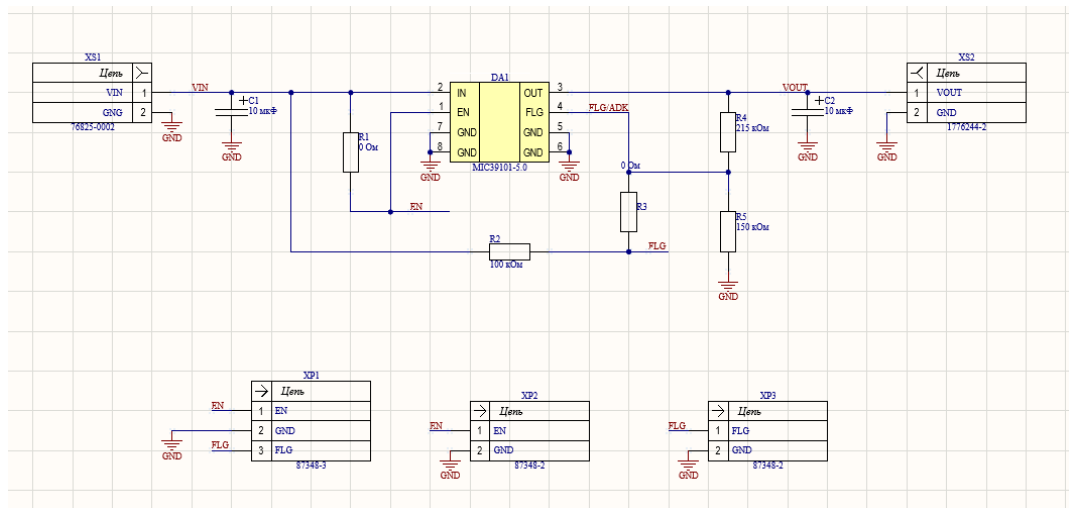 XS1
Цепь
VIN 1
GNG 2
76825-0002
GND
VIN
C1
10 мкФ
GND
R1
0 Ом
EN
DA1
2 IN OUT 3
1 EN FLG 4
7 GND GND 5
8 GND GND 6
MIC39101-5.0
GND
GND
FLG/ADK
0 Ом
R3
R2
100 кОм
FLG
R4
215 кОм
R5
150 кОм
GND
VOUT
C2
10 мкФ
GND
GND
XS2
Цепь
1 VOUT
2 GND
1776244-2
XP1
Цепь
EN 1 EN
2 GND
FLG 3 FLG
GND
87348-3
XP2
Цепь
EN 1 EN
2 GND
GND
87348-2
XP3
Цепь
FLG 1 FLG
2 GND
GND
87348-2